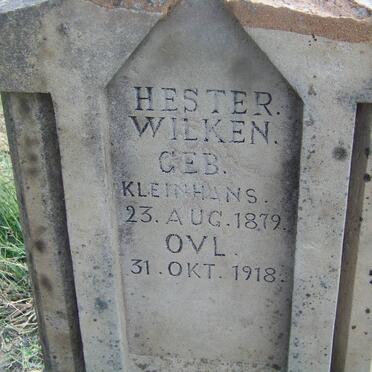 HESTER.
WILKEN.
GEB.
KLEINHANS.
23. AUG. 1879.
OVL.
31. OKT. 1918.